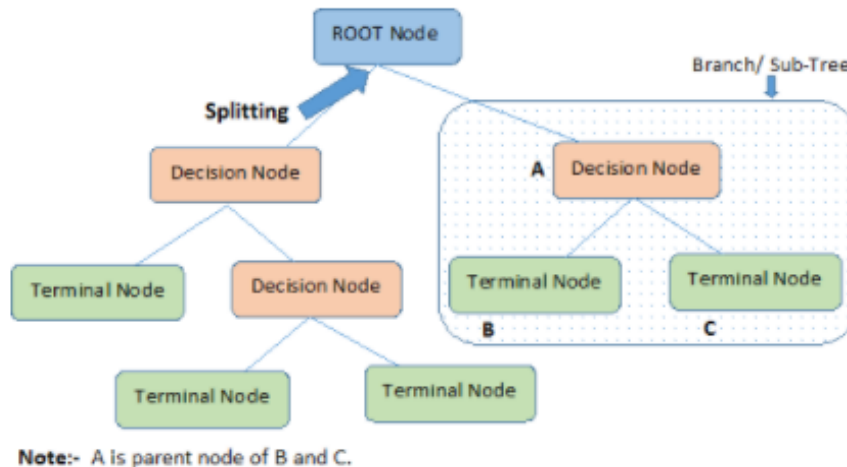 ROOT Node
Branch/ Sub-Tree
Splitting
Decision Node
A
Decision Node
Terminal Node
Decision Node
Terminal Node
Terminal Node
B
C
Terminal Node
Terminal Node
Note:- A is parent node of B and C.